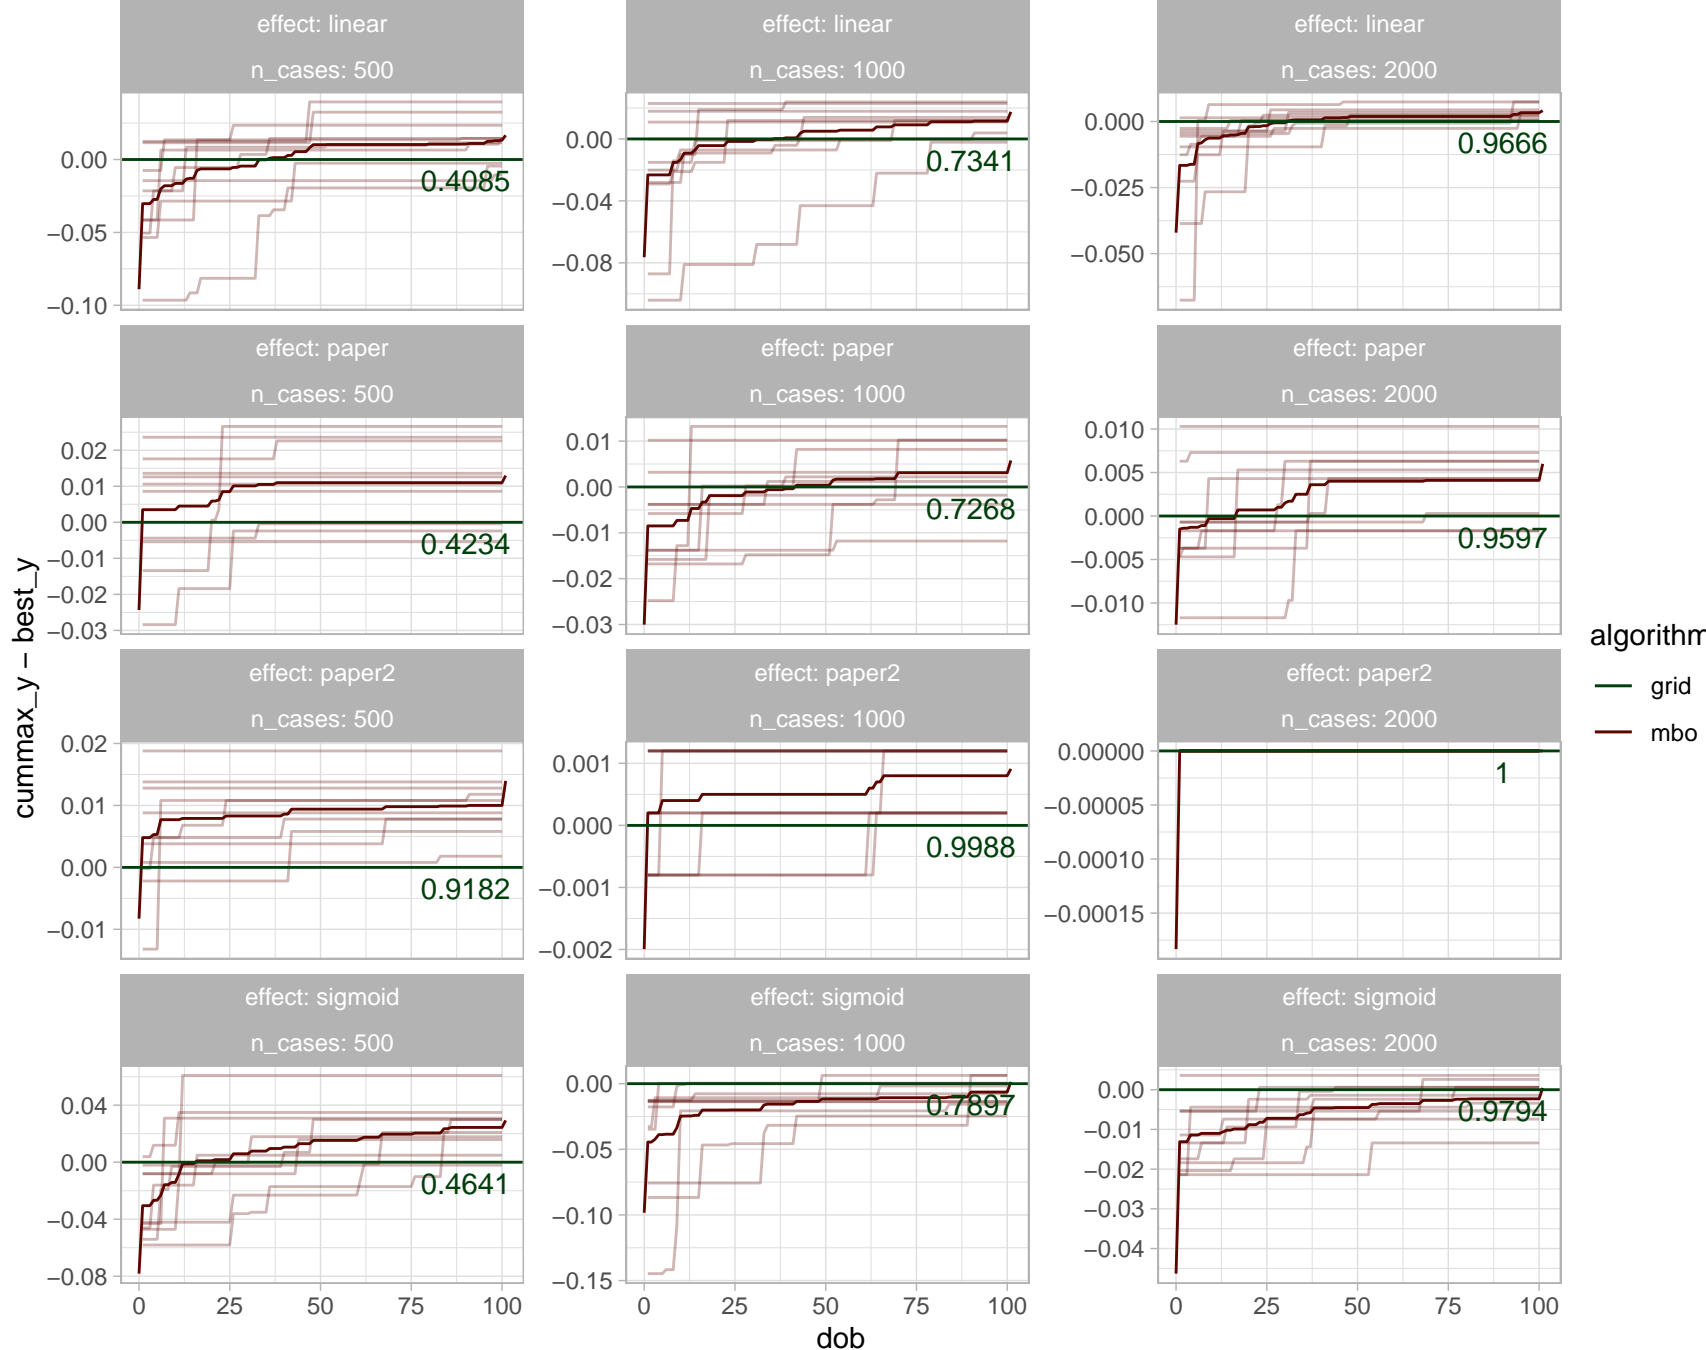 effect: linear
n_cases: 500
effect: linear
n_cases: 1000
effect: linear
n_cases: 2000
0.00
−0.05
−0.10
0.4085
0.00
−0.04
−0.08
0.7341
0.000
−0.025
−0.050
0.9666
effect: paper
n_cases: 500
effect: paper
n_cases: 1000
effect: paper
n_cases: 2000
0.02
0.01
0.00
−0.01
−0.02
−0.03
0.4234
0.01
0.00
−0.01
−0.02
−0.03
0.7268
0.010
0.005
0.000
−0.005
−0.010
0.9597
effect: paper2
n_cases: 500
effect: paper2
n_cases: 1000
effect: paper2
n_cases: 2000
0.02
0.01
0.00
−0.01
0.9182
0.001
0.000
−0.001
−0.002
0.9988
0.00000
−0.00005
−0.00010
−0.00015
1
effect: sigmoid
n_cases: 500
effect: sigmoid
n_cases: 1000
effect: sigmoid
n_cases: 2000
0.04
0.00
−0.04
−0.08
0.4641
0.00
−0.05
−0.10
−0.15
0.7897
0.00
−0.01
−0.02
−0.03
−0.04
0.9794
0 25 50 75 100
0 25 50 75 100
0 25 50 75 100
dob
cummax_y − best_y
algorithm
grid
mbo